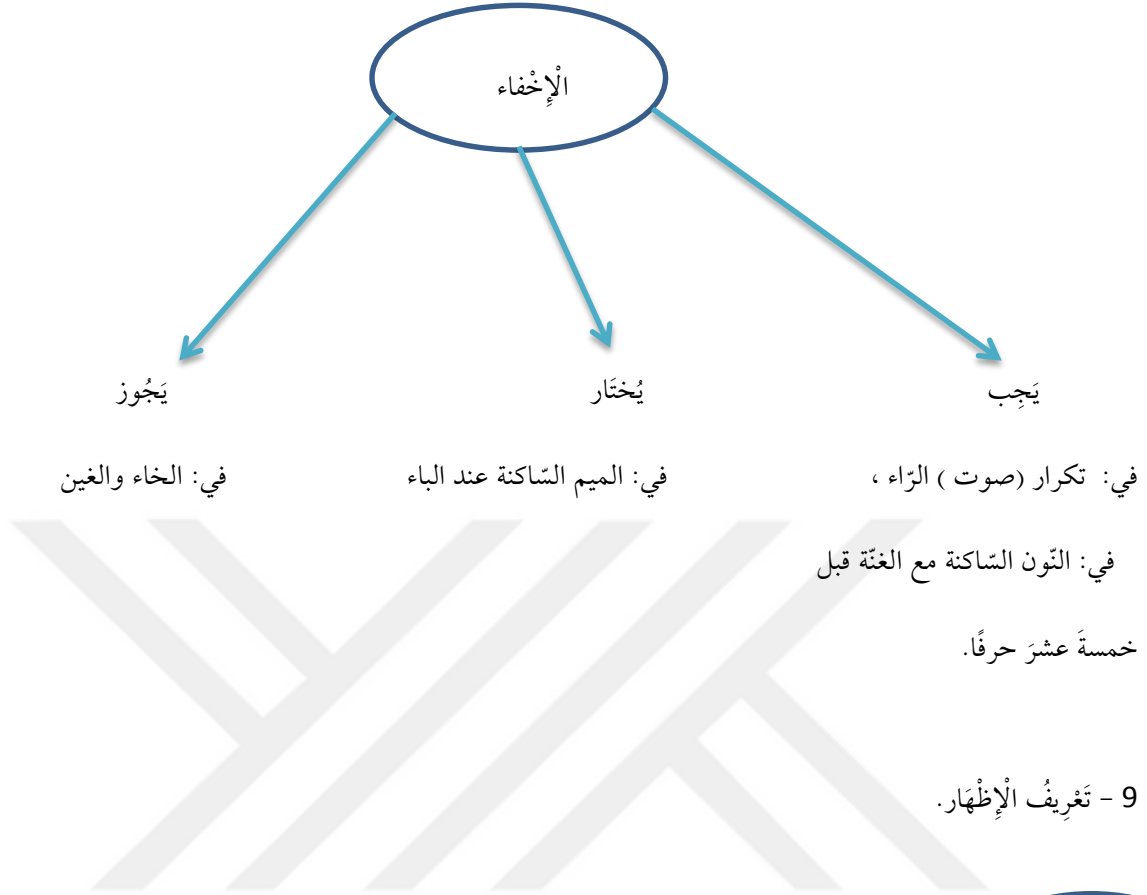 الْإِخْفاء
يَجِب
يُختَار
يَجُوز
في: تكرار (صوت ) الرّاء ،
في: الميم السّاكنة عند الباء
في: الخاء والغين
في: النّون السّاكنة مع الغنّة قبل
خمسةَ عشرَ حرفًا.
9 – تَعْرِيفُ الْإِظْهَار.